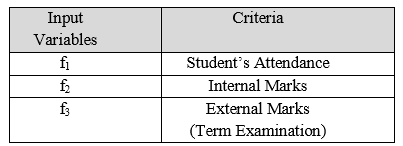 Input Variables Criteria
f₁ Student's Attendance
f₂ Internal Marks
f₃ External Marks
(Term Examination)